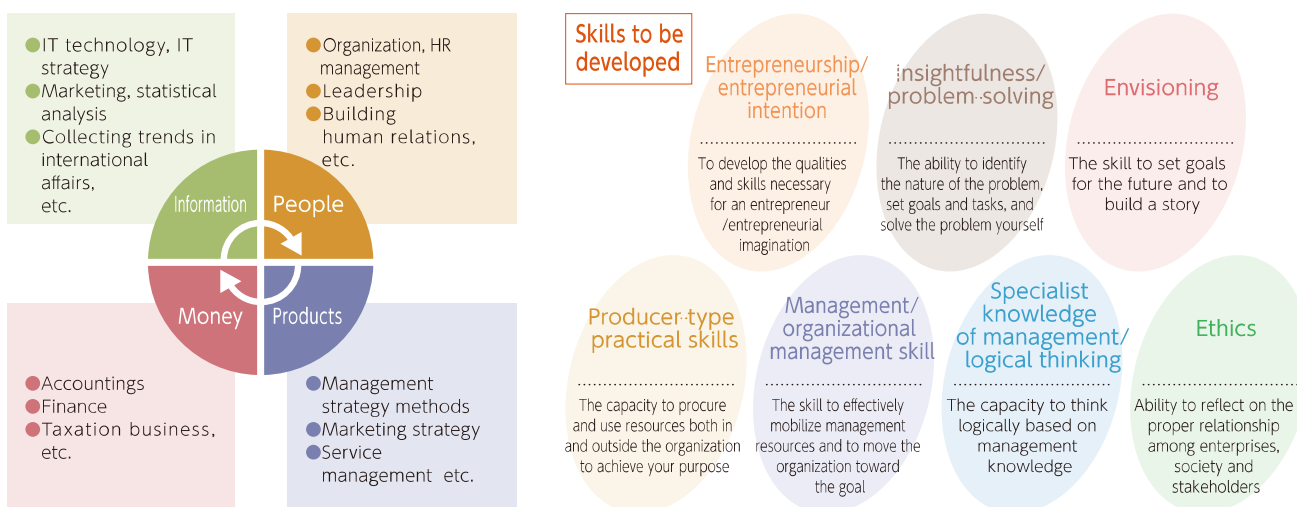 ●IT technology, IT
strategy
●Marketing, statistical
analysis
●Collecting trends in
international
affairs,
etc.
●Organization, HR
management
●Leadership
●Building
human relations,
etc.
Information
People
Money
Products
●Accountings
●Finance
●Taxation business,
etc.
●Management
strategy methods
●Marketing strategy
●Service
management etc.
Skills to be
developed
Entrepreneurship/
entrepreneurial
intention
To develop the qualities
and skills necessary
for an entrepreneur
/entrepreneurial
imagination
Insightfulness/
problem-solving
The ability to identify
the nature of the problem,
set goals and tasks, and
solve the problem yourself
Envisioning
The skill to set goals
for the future and to
build a story
Producer-type
practical skills
The capacity to procure
and use resources both in
and outside the organization
to achieve your purpose
Management/
organizational
management skill
The skill to effectively
mobilize management
resources and to move the
organization toward
the goal
Specialist
knowledge
of management/
logical thinking
The capacity to think
logically based on
management
knowledge
Ethics
Ability to reflect on the
proper relationship
among enterprises,
society and
stakeholders